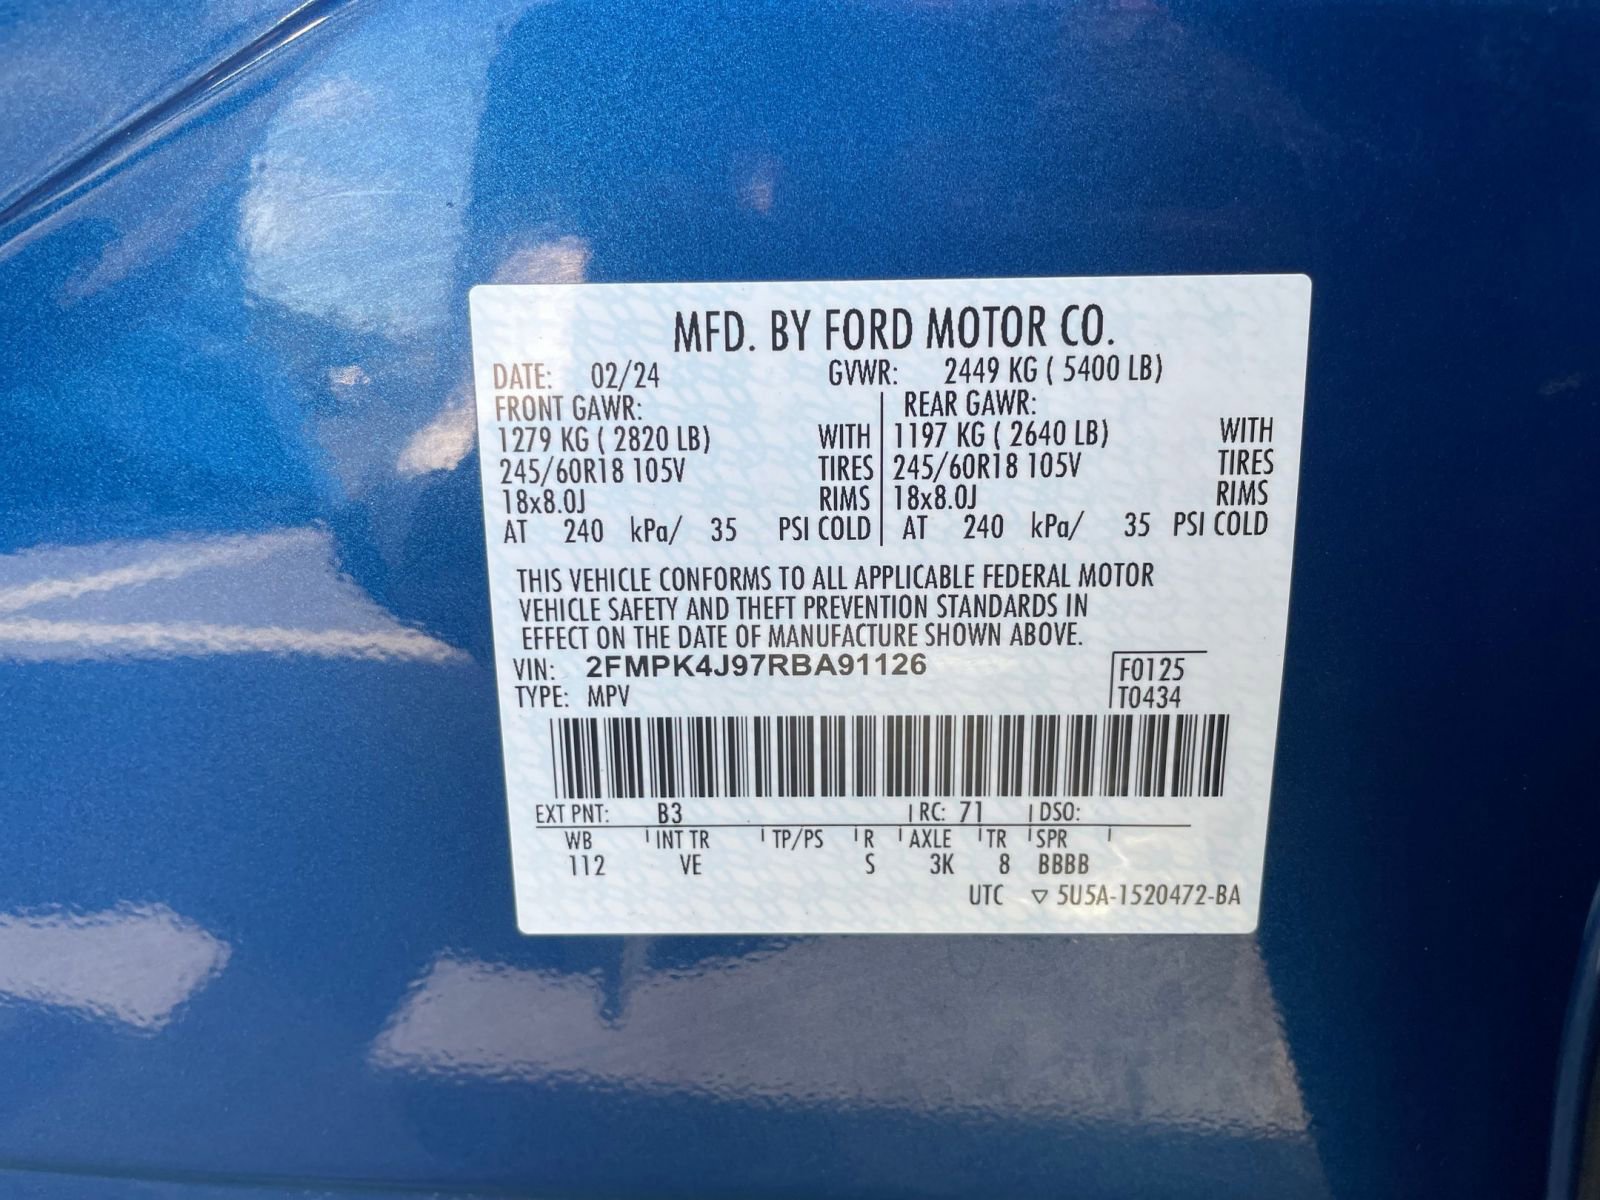 MFD. BY FORD MOTOR CO.
DATE: 02/24 GVWR: 2449 KG ( 5400 LB)
FRONT GAWR: REAR GAWR:
1279 KG ( 2820 LB) WITH 1197 KG ( 2640 LB) WITH
245/60R18 105V TIRES 245/60R18 105V TIRES
18x8.0J RIMS 18x8.0J RIMS
AT 240 kPa/ 35 PSI COLD AT 240 kPa/ 35 PSI COLD
THIS VEHICLE CONFORMS TO ALL APPLICABLE FEDERAL MOTOR
VEHICLE SAFETY AND THEFT PREVENTION STANDARDS IN
EFFECT ON THE DATE OF MANUFACTURE SHOWN ABOVE.
VIN: 2FMPK4J97RBA91126 F0125
TYPE: MPV T0434
EXT PNT: B3 RC: 71 DSO:
WB INT TR TP/PS R AXLE TR SPR
112 VE S 3K 8 BBBB
UTC ▽ 5U5A-1520472-BA